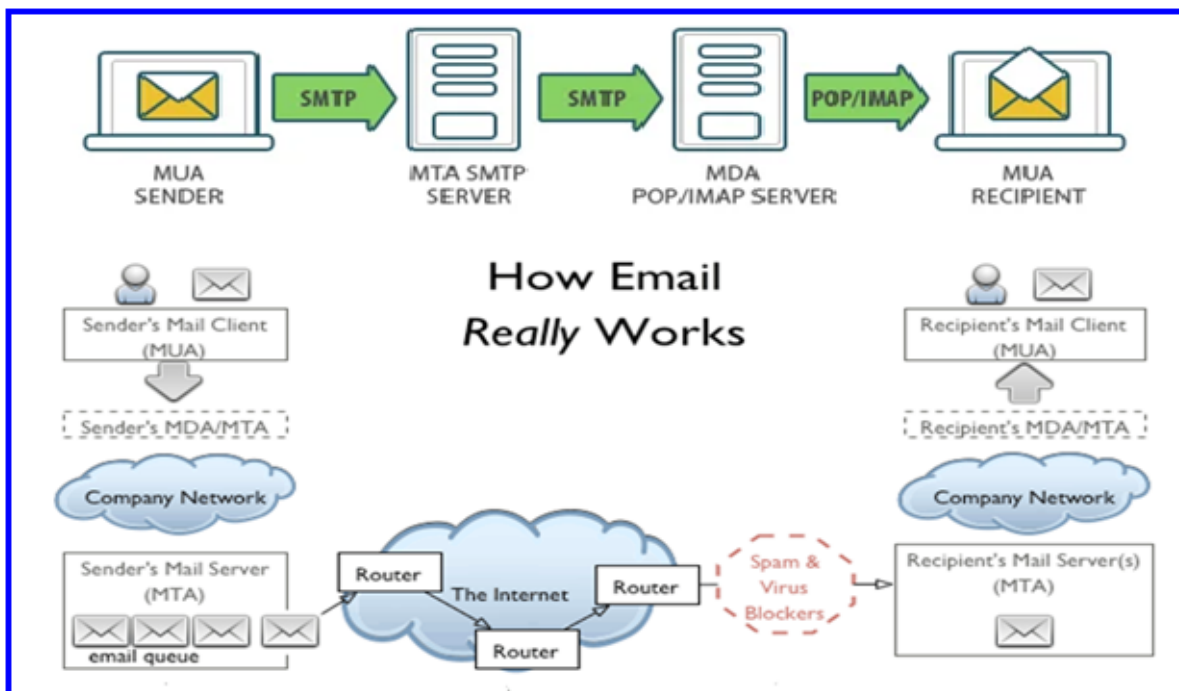 SMTP
SMTP
POP/IMAP
MUA
SENDER
MTA SMTP
SERVER
MDA
POP/IMAP SERVER
MUA
RECIPIENT
How Email
Really Works
Sender's Mail Client
(MUA)
Recipient's Mail Client
(MUA)
Sender's MDA/MTA
Recipient's MDA/MTA
Company Network
Company Network
Sender's Mail Server
(MTA)
email queue
Router
The Internet
Router
Router
Spam &
Virus
Blockers
Recipient's Mail Server(s)
(MTA)